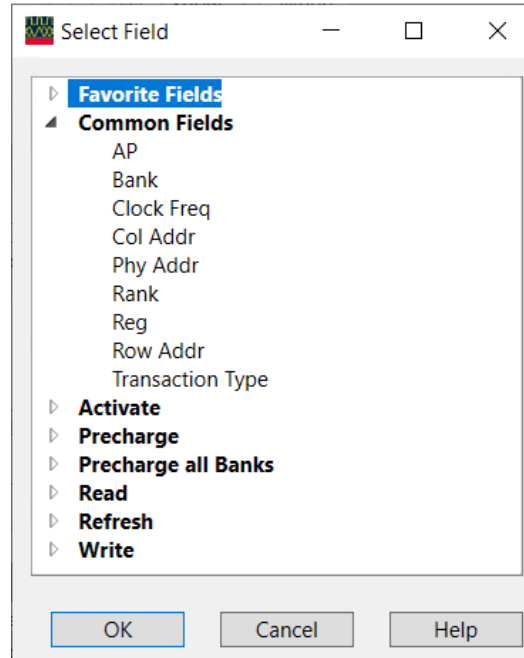 Select Field
Favorite Fields
Common Fields
AP
Bank
Clock Freq
Col Addr
Phy Addr
Rank
Reg
Row Addr
Transaction Type
Activate
Precharge
Precharge all Banks
Read
Refresh
Write
OK
Cancel
Help